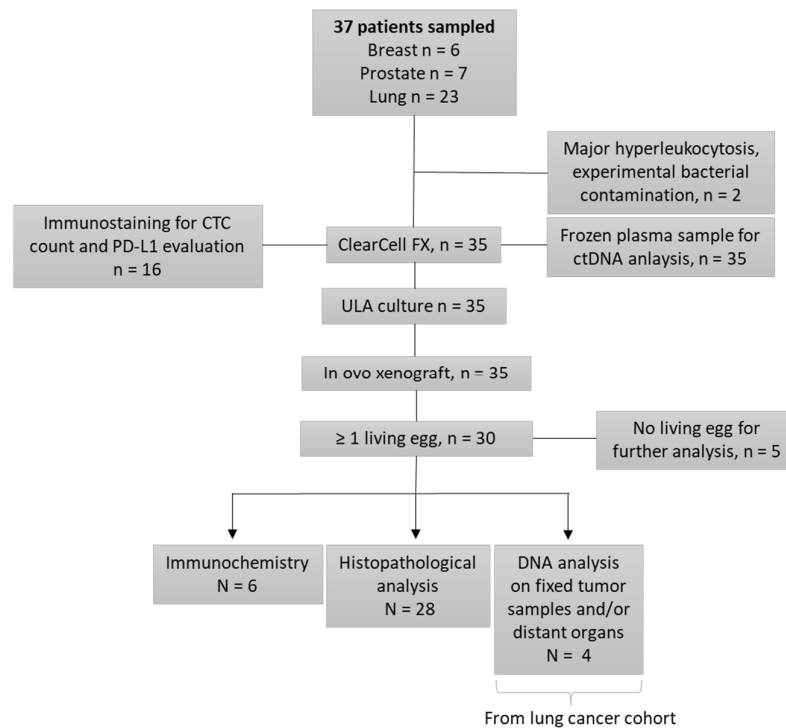 37 patients sampled
Breast n = 6
Prostate n = 7
Lung n = 23
Major hyperleukocytosis,
experimental bacterial
contamination, n = 2
Immunostaining for CTC
count and PD-L1 evaluation
n = 16
ClearCell FX, n = 35
Frozen plasma sample for
ctDNA anlaysis, n = 35
ULA culture n = 35
In ovo xenograft, n = 35
≥ 1 living egg, n = 30
No living egg for
further analysis, n = 5
Immunochemistry
N = 6
Histopathological
analysis
N = 28
DNA analysis
on fixed tumor
samples and/or
distant organs
N = 4
From lung cancer cohort